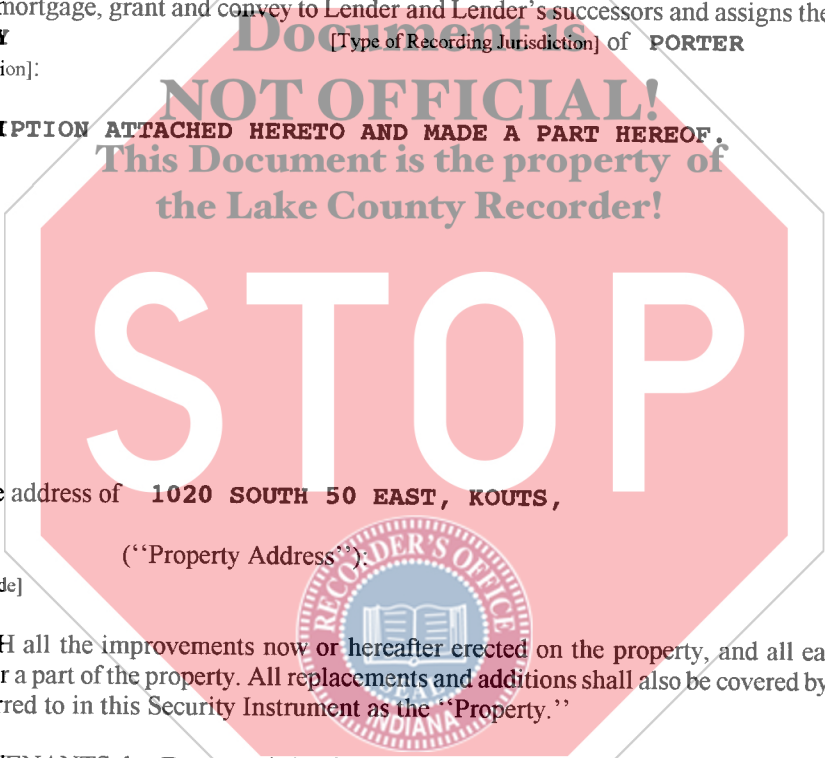 mortgage, grant and convey to Lender and Lender's successors and assigns the
Document is
Y [Type of Recording Jurisdiction] of PORTER
ion]:
NOT OFFICIAL!
IPTION ATTACHED HERETO AND MADE A PART HEREOF.
This Document is the property of
the Lake County Recorder!
STOP
e address of 1020 SOUTH 50 EAST, KOUTS,
(“Property Address”):
de]
RECORDER'S OFFICE
H all the improvements now or hereafter erected on the property, and all ea
r a part of the property. All replacements and additions shall also be covered by
SEAL
rred to in this Security Instrument as the “Property.”
INDIANA